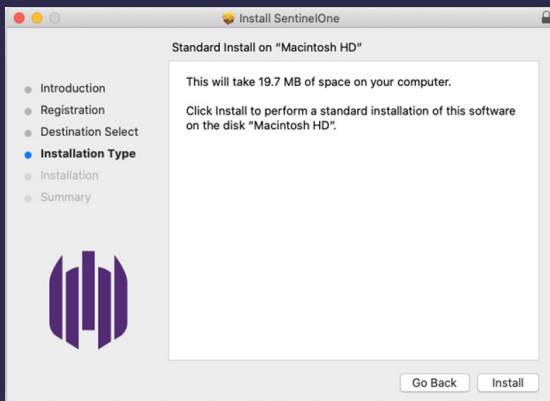 Install SentinelOne
Standard Install on “Macintosh HD”
Introduction
Registration
Destination Select
Installation Type
Installation
Summary
This will take 19.7 MB of space on your computer.
Click Install to perform a standard installation of this software
on the disk “Macintosh HD”.
Go Back
Install